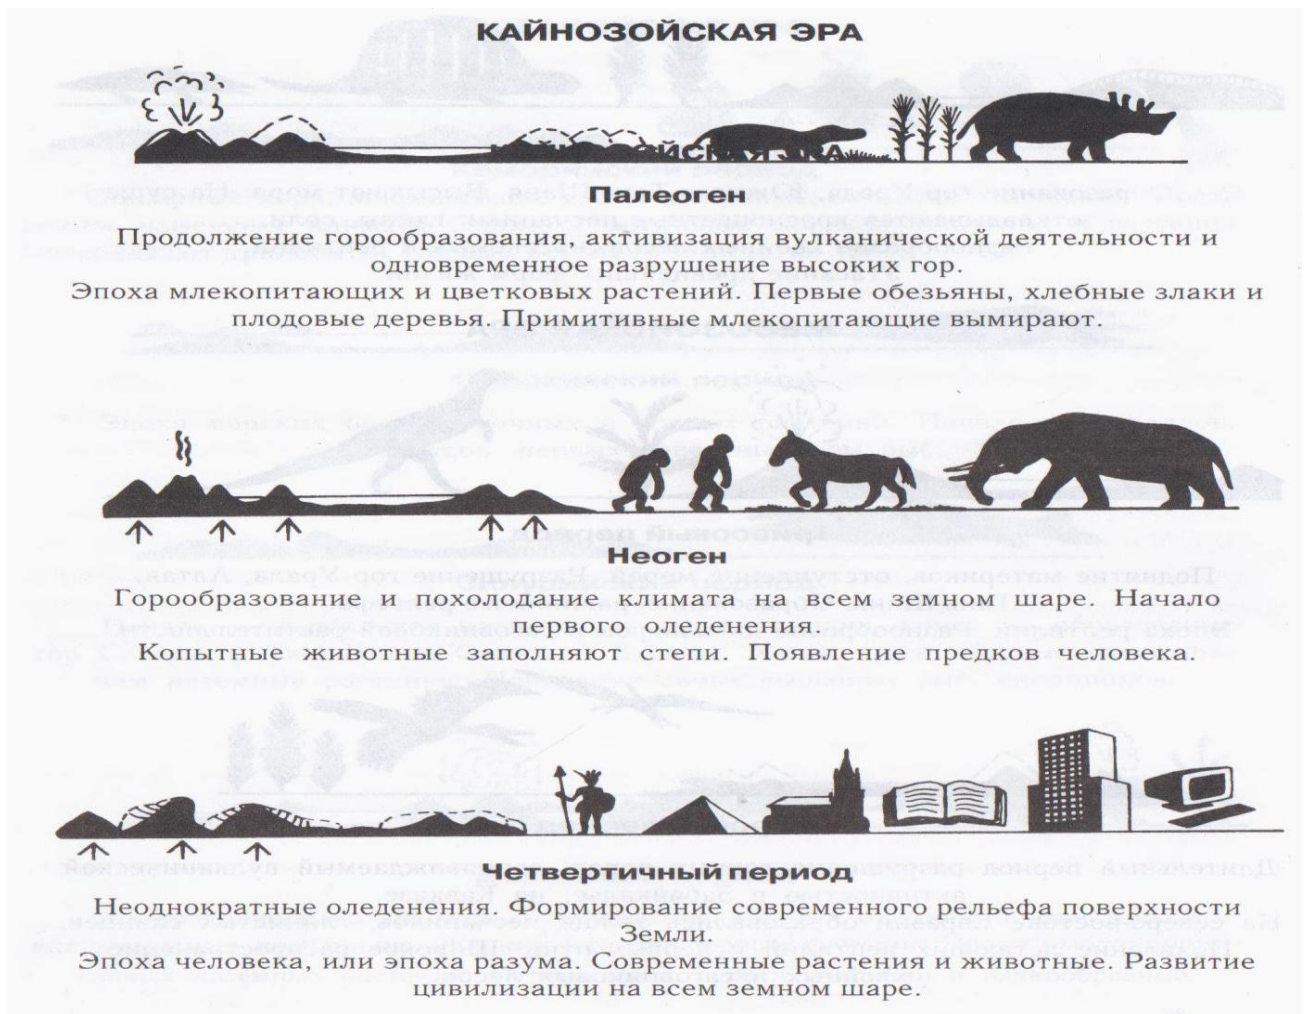 КАЙНОЗОЙСКАЯ ЭРА
Палеоген
Продолжение горообразования, активизация вулканической деятельности и
одновременное разрушение высоких гор.
Эпоха млекопитающих и цветковых растений. Первые обезьяны, хлебные злаки и
плодовые деревья. Примитивные млекопитающие вымирают.
Неоген
Горообразование и похолодание климата на всем земном шаре. Начало
первого оледенения.
Копытные животные заполняют степи. Появление предков человека.
Четвертичный период
Неоднократные оледенения. Формирование современного рельефа поверхности
Земли.
Эпоха человека, или эпоха разума. Современные растения и животные. Развитие
цивилизации на всем земном шаре.